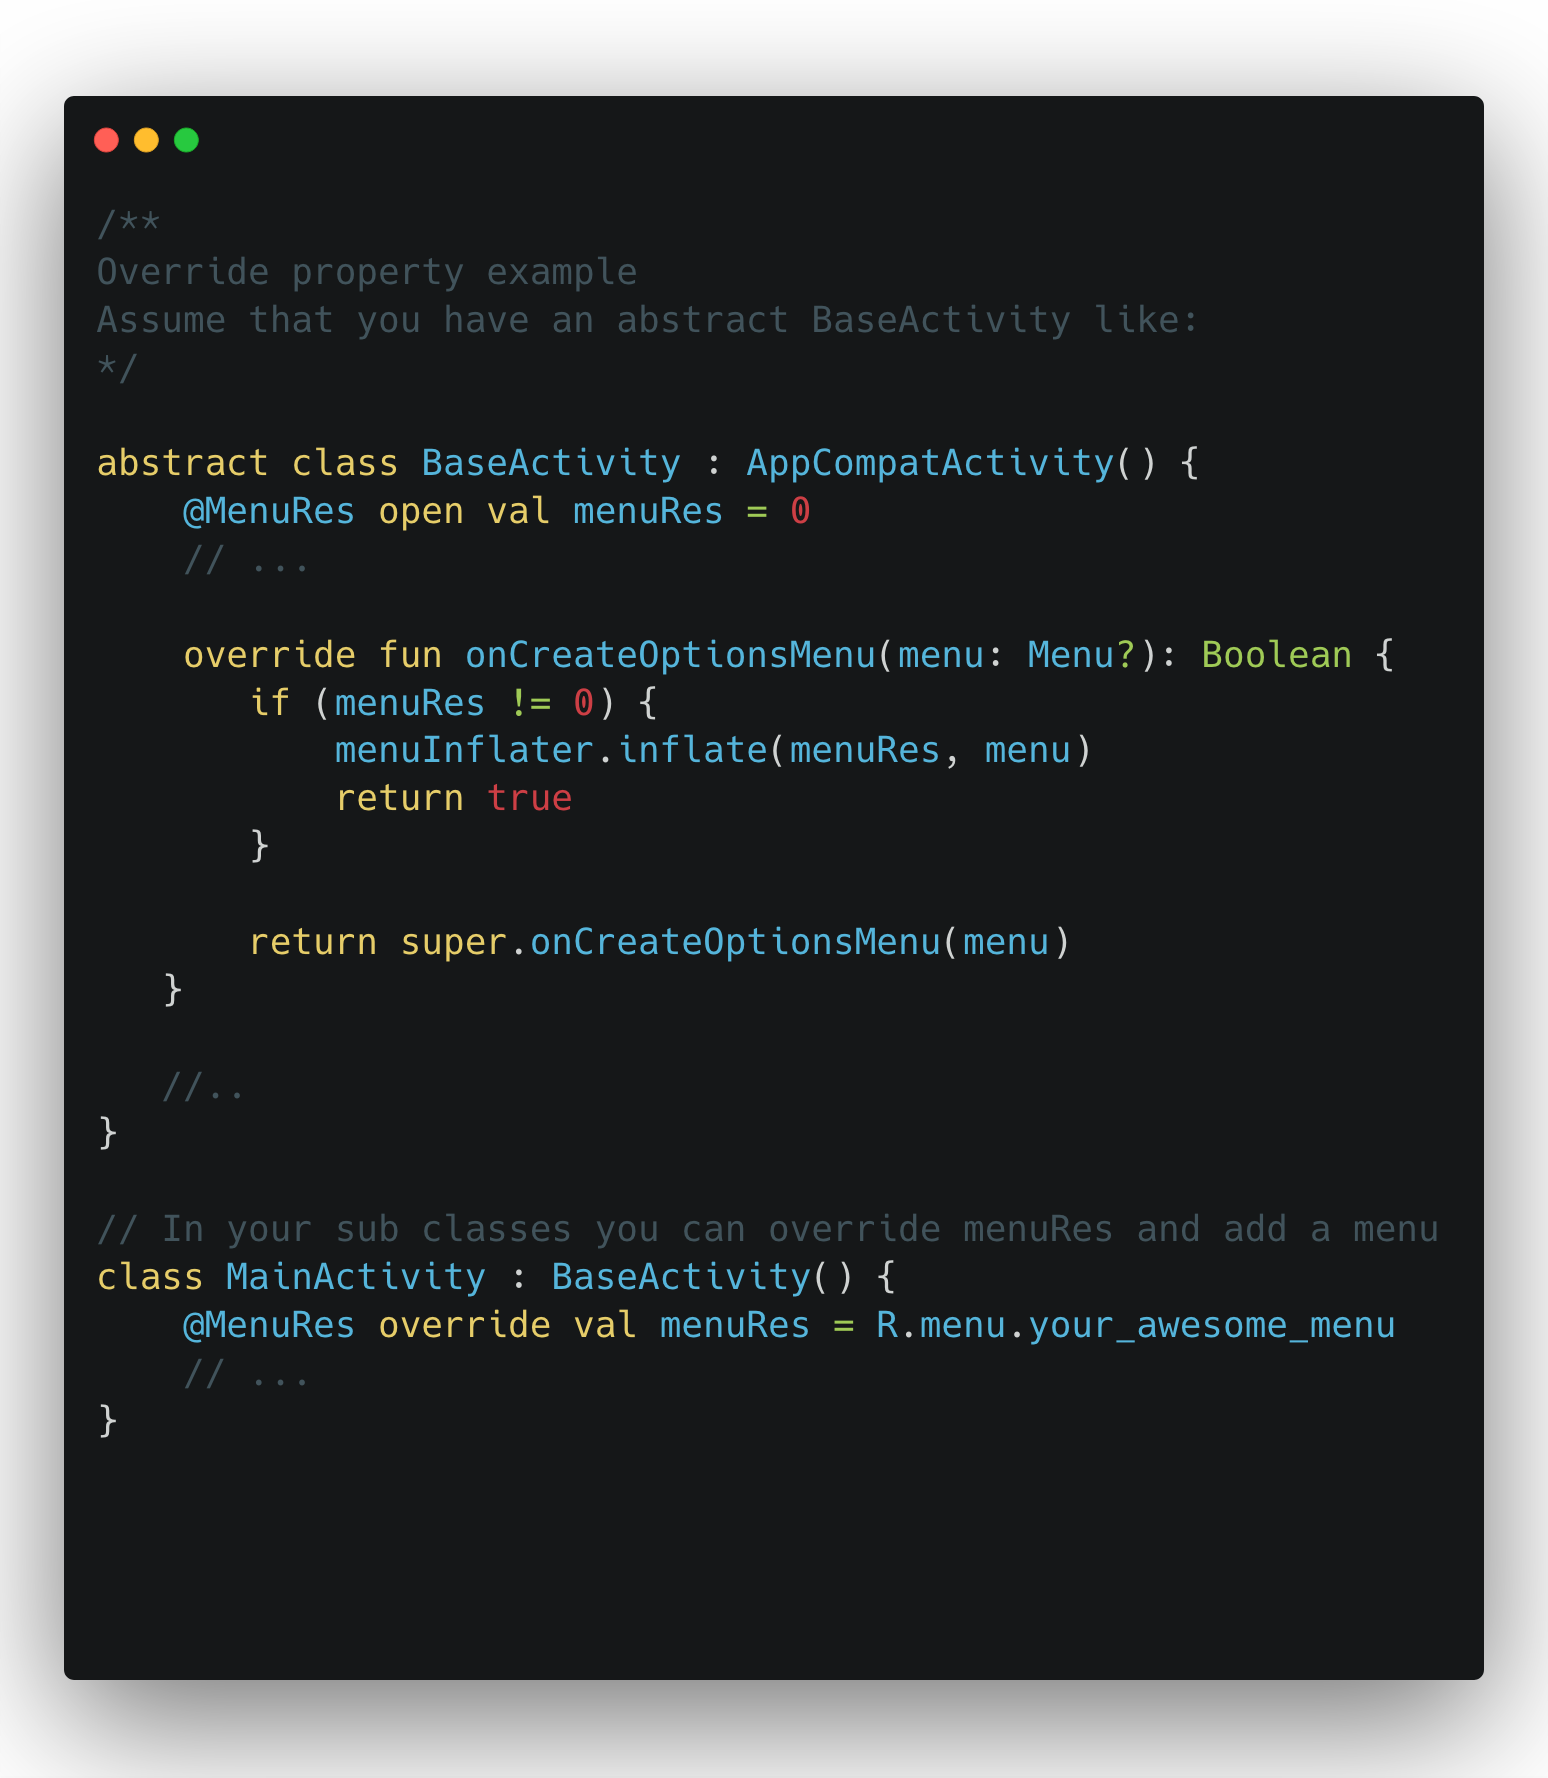 /**
Override property example
Assume that you have an abstract BaseActivity like:
*/
abstract class BaseActivity : AppCompatActivity() {
    @MenuRes open val menuRes = 0
    // ...
    override fun onCreateOptionsMenu(menu: Menu?): Boolean {
       if (menuRes != 0) {
           menuInflater.inflate(menuRes, menu)
           return true
       }
       return super.onCreateOptionsMenu(menu)
   }
   //..
}
// In your sub classes you can override menuRes and add a menu
class MainActivity : BaseActivity() {
    @MenuRes override val menuRes = R.menu.your_awesome_menu
    // ...
}